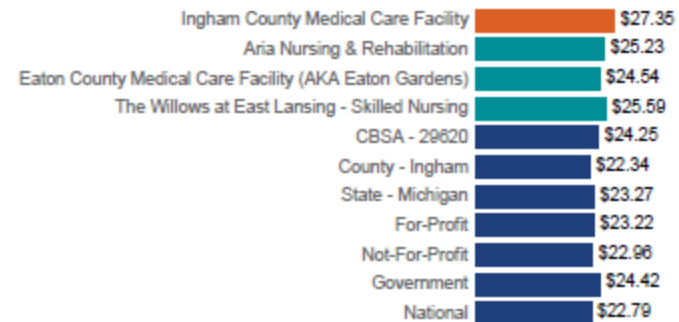 Ingham County Medical Care Facility $27.35
Aria Nursing & Rehabilitation $25.23
Eaton County Medical Care Facility (AKA Eaton Gardens) $24.54
The Willows at East Lansing - Skilled Nursing $25.59
CBSA - 29620 $24.25
County - Ingham $22.34
State - Michigan $23.27
For-Profit $23.22
Not-For-Profit $22.96
Government $24.42
National $22.79